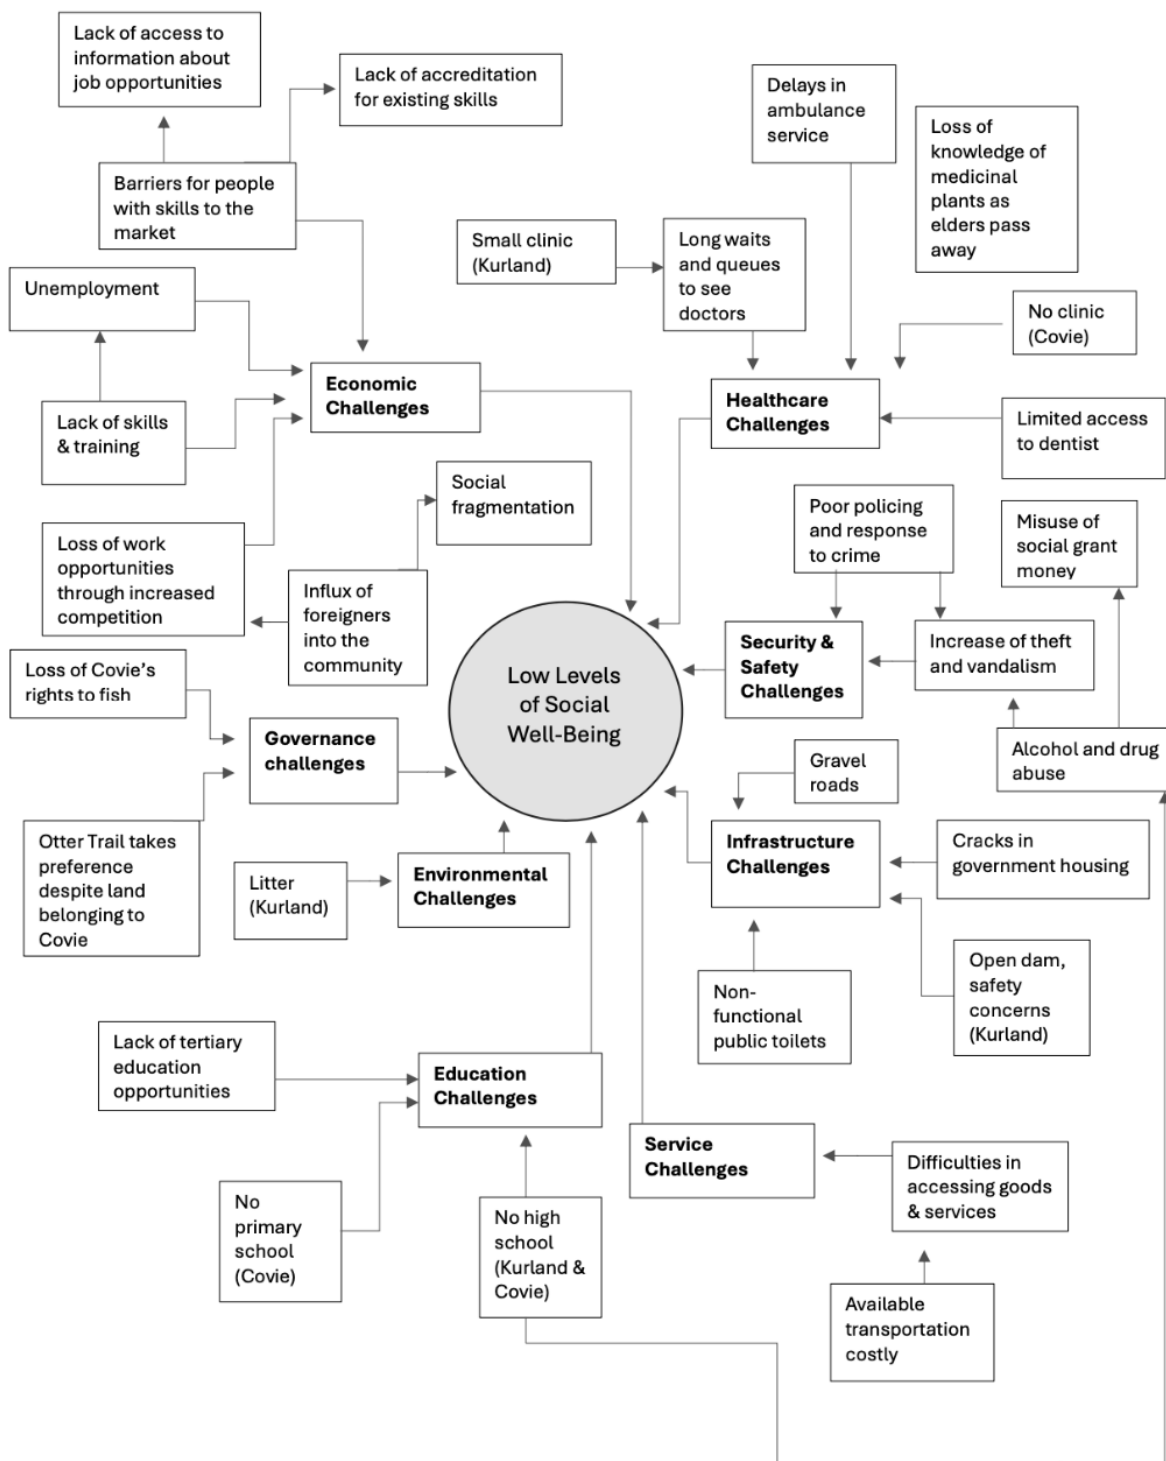 Lack of access to
information about
job opportunities
Lack of accreditation
for existing skills
Delays in
ambulance
service
Loss of
knowledge of
medicinal
plants as
elders pass
away
Barriers for people
with skills to the
market
Small clinic
(Kurland)
Long waits
and queues
to see
doctors
Unemployment
No clinic
(Covie)
Economic
Challenges
Healthcare
Challenges
Lack of skills
& training
Limited access
to dentist
Social
fragmentation
Poor policing
and response
to crime
Misuse of
social grant
money
Loss of work
opportunities
through increased
competition
Influx of
foreigners
into the
community
Security &
Safety
Challenges
Increase of theft
and vandalism
Loss of Covie's
rights to fish
Low Levels
of Social
Well-Being
Governance
challenges
Gravel
roads
Alcohol and drug
abuse
Otter Trail takes
preference
despite land
belonging to
Covie
Litter
(Kurland)
Environmental
Challenges
Infrastructure
Challenges
Cracks in
government housing
Non-
functional
public toilets
Open dam,
safety
concerns
(Kurland)
Lack of tertiary
education
opportunities
Education
Challenges
Service
Challenges
Difficulties in
accessing goods
& services
No
primary
school
(Covie)
No high
school
(Kurland &
Covie)
Available
transportation
costly